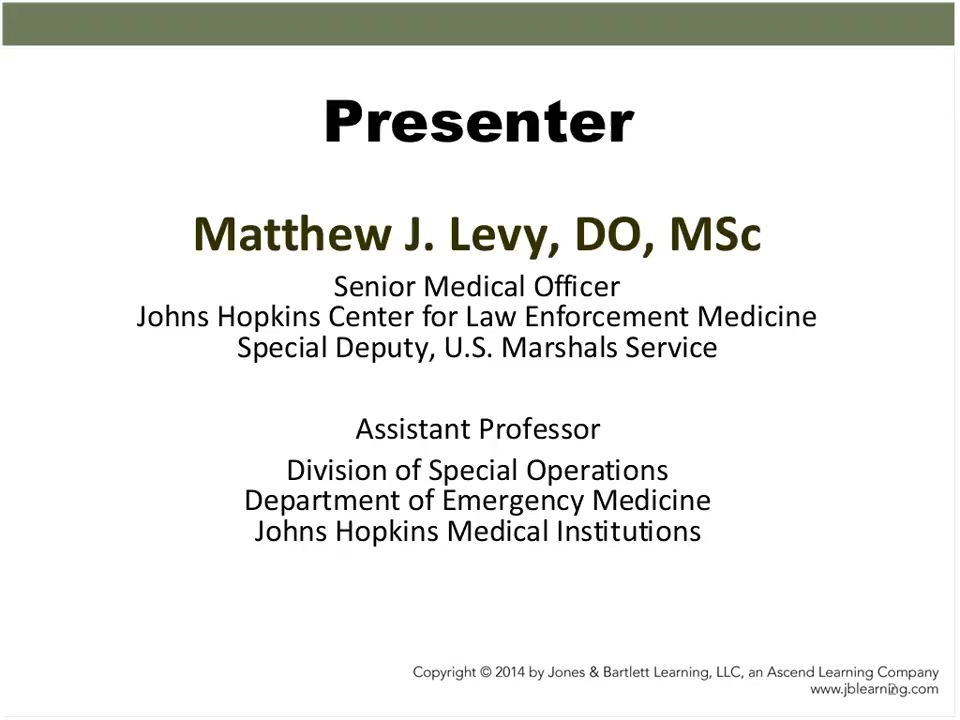 Presenter
Matthew J. Levy, DO, MSc
Senior Medical Officer
Johns Hopkins Center for Law Enforcement Medicine
Special Deputy, U.S. Marshals Service
Assistant Professor
Division of Special Operations
Department of Emergency Medicine
Johns Hopkins Medical Institutions
Copyright © 2014 by Jones & Bartlett Learning, LLC, an Ascend Learning Company
www.jblearning.com
2